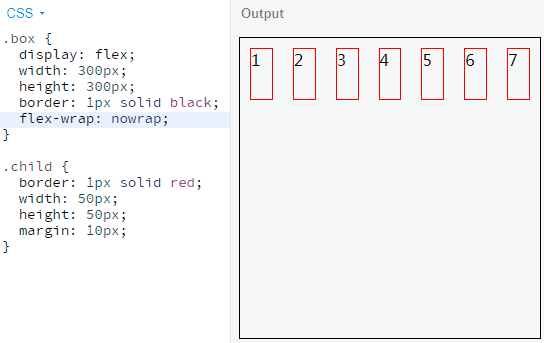 CSS
Output
.box {
  display: flex;
  width: 300px;
  height: 300px;
  border: 1px solid black;
  flex-wrap: nowrap;
}
.child {
  border: 1px solid red;
  width: 50px;
  height: 50px;
  margin: 10px;
}
1 2 3 4 5 6 7